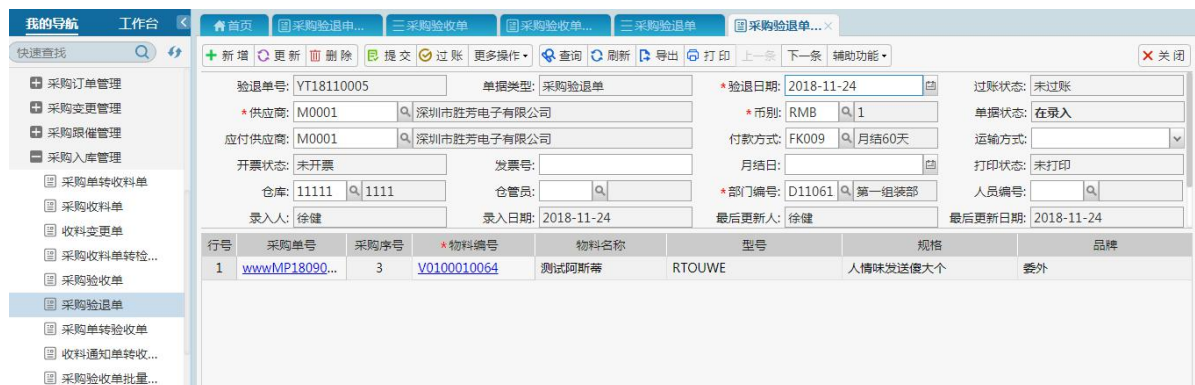 我的导航 工作台 首页 采购验退申... 采购验收单 采购验收单... 采购验退单 采购验退单...
快速查找 新增 更新 删除 提交 过账 更多操作 查询 刷新 导出 打印 上一条 下一条 辅助功能 关闭
采购订单管理
采购变更管理
采购跟催管理
采购入库管理
采购单转收料单
采购收料单
收料变更单
采购收料单转检...
采购验收单
采购验退单
采购单转验收单
收料通知单转收...
采购验收单批量...
验退单号: YT18110005 单据类型: 采购验退单 *验退日期: 2018-11-24 过账状态: 未过账
*供应商: M0001 深圳市胜芳电子有限公司 *币别: RMB 1 单据状态: 在录入
应付供应商: M0001 深圳市胜芳电子有限公司 付款方式: FK009 月结60天 运输方式:
开票状态: 未开票 发票号: 月结日: 打印状态: 未打印
仓库: 11111 1111 仓管员: *部门编号: D11061 第一组装部 人员编号:
录入人: 徐健 录入日期: 2018-11-24 最后更新人: 徐健 最后更新日期: 2018-11-24
行号 采购单号 采购序号 *物料编号 物料名称 型号 规格 品牌
1 wwwMP18090... 3 V0100010064 测试阿斯蒂 RTOUWE 人情味发送傻大个 委外